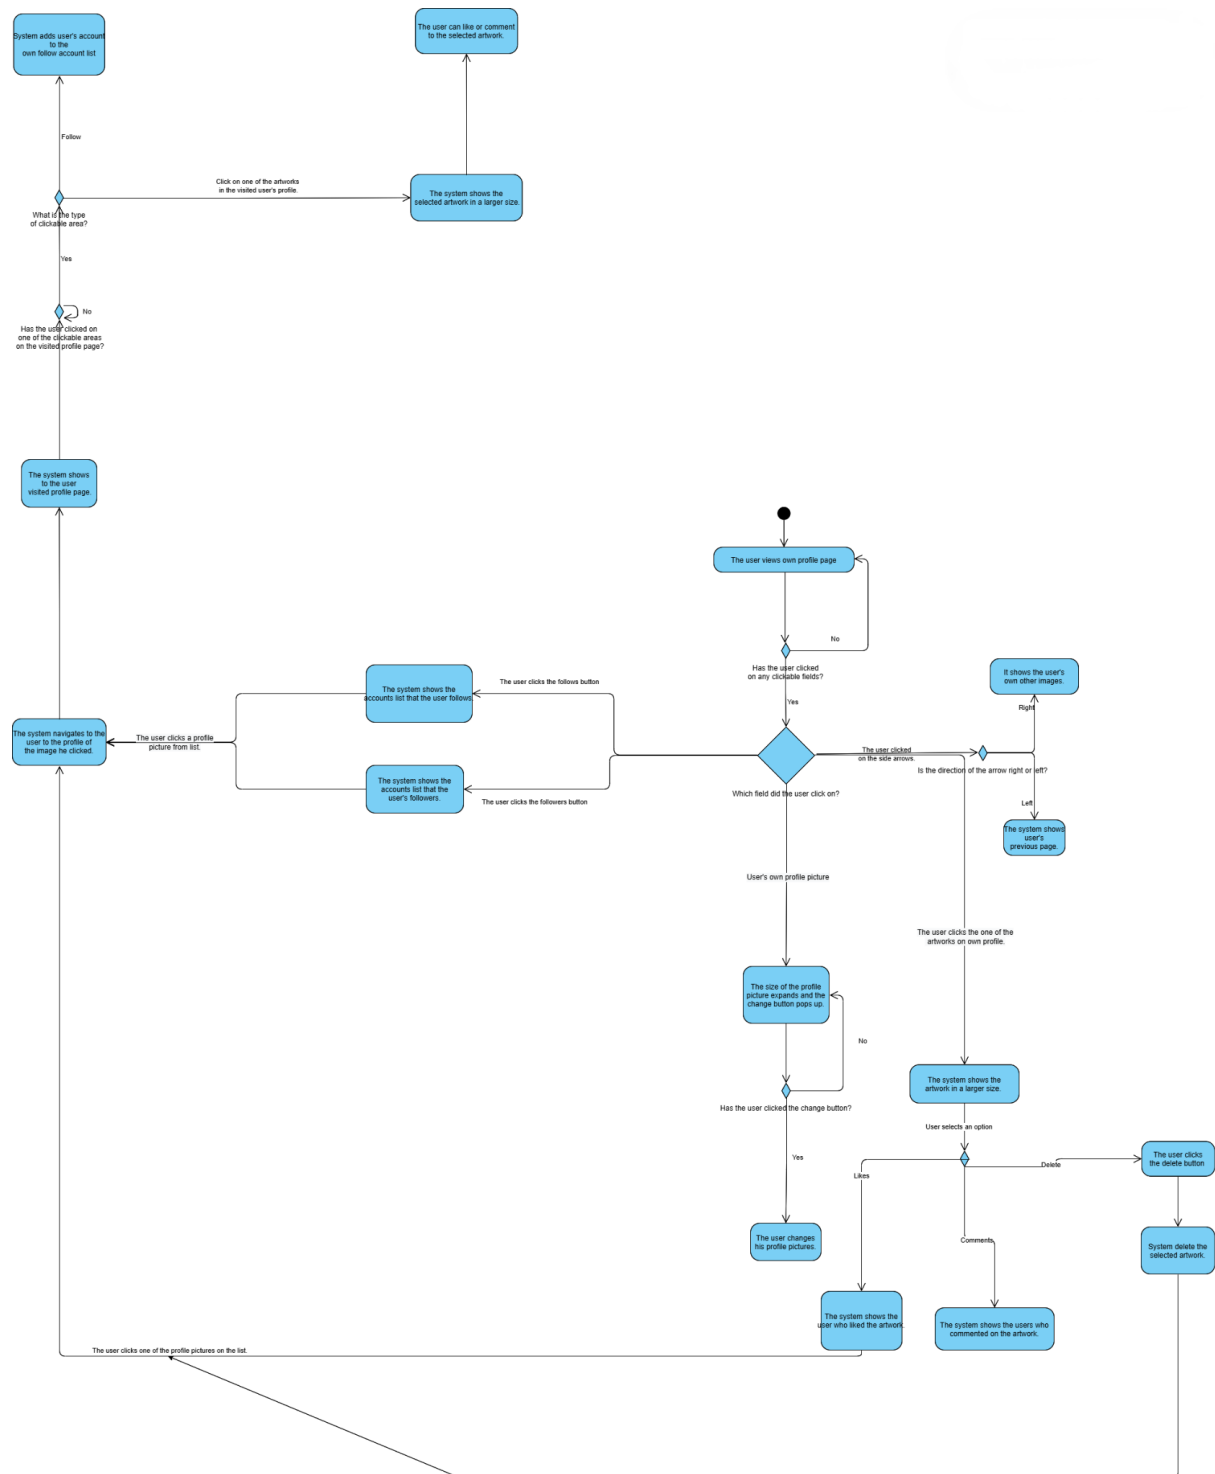 System adds user's account
to the
own follow account list
The user can like or comment
to the selected artwork.
Follow
Click on one of the artworks
in the visited user's profile.
The system shows the
selected artwork in a larger size.
What is the type
of clickable area?
Yes
No
Has the user clicked on
one of the clickable areas
on the visited profile page?
The system shows
to the user
visited profile page.
The user views own profile page
No
Has the user clicked
on any clickable fields?
Yes
The system shows the
accounts list that the user follows.
The user clicks the follows button
It shows the user's
own other images.
Right
The system navigates to the
user to the profile of
the image he clicked.
The user clicks a profile
picture from list.
The user clicked
on the side arrows.
Is the direction of the arrow right or left?
The system shows the
accounts list that the
user's followers.
The user clicks the followers button
Which field did the user click on?
Left
The system shows
user's
previous page.
User's own profile picture
The user clicks the one of the
artworks on own profile.
The size of the profile
picture expands and the
change button pops up.
No
Has the user clicked the change button?
The system shows the
artwork in a larger size.
User selects an option
Yes
Likes
Delete
The user clicks
the delete button
The user changes
his profile pictures.
Comments
System delete the
selected artwork.
The system shows the
user who liked the artwork.
The system shows the users who
commented on the artwork.
The user clicks one of the profile pictures on the list.